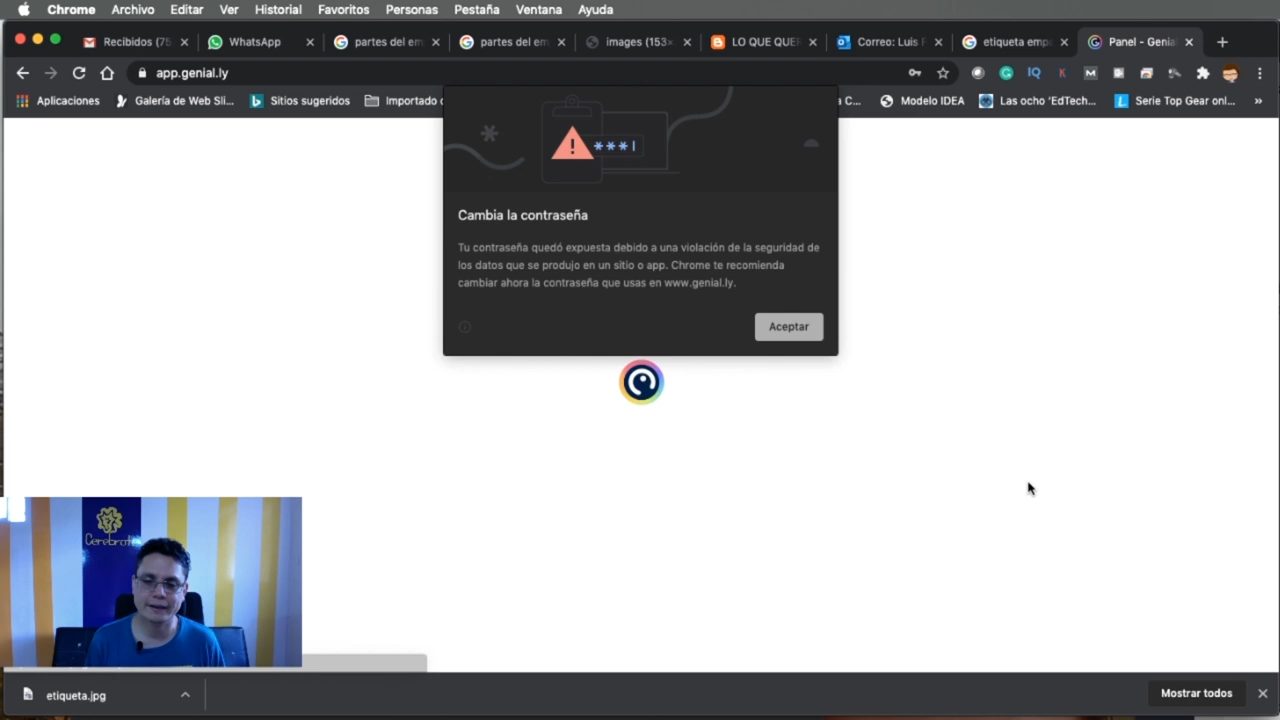 Chrome Archivo Editar Ver Historial Favoritos Personas Pestaña Ventana Ayuda
Recibidos (75 WhatsApp partes del em partes del em images (153× LO QUE QUER Correo: Luis F etiqueta empa Panel - Genial
app.genial.ly
Aplicaciones Galería de Web Sli... Sitios sugeridos Importado a C... Modelo IDEA Las ocho 'EdTech... Serie Top Gear onl... »
***|
Cambia la contraseña
Tu contraseña quedó expuesta debido a una violación de la seguridad de
los datos que se produjo en un sitio o app. Chrome te recomienda
cambiar ahora la contraseña que usas en www.genial.ly.
Aceptar
etiqueta.jpg
Mostrar todos